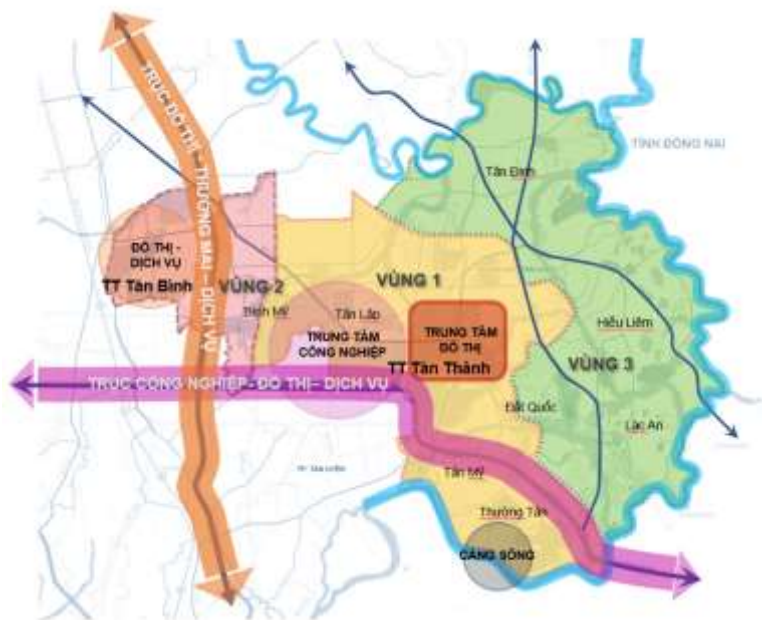 TRỤC ĐÔ THỊ - THƯƠNG MẠI - DỊCH VỤ
TỈNH ĐỒNG NAI
Tân Định
ĐÔ THỊ -
DỊCH VỤ
TT Tân Bình
VÙNG 2
VÙNG 1
Bình Mỹ
Tân Lập
TRUNG TÂM
CÔNG NGHIỆP
TRUNG TÂM
ĐÔ THỊ
TT Tân Thành
Hiếu Liêm
VÙNG 3
TRỤC CÔNG NGHIỆP- ĐÔ THỊ - DỊCH VỤ
Đất Quốc
Lạc An
Tân Mỹ
Thường Tân
CẢNG SÔNG